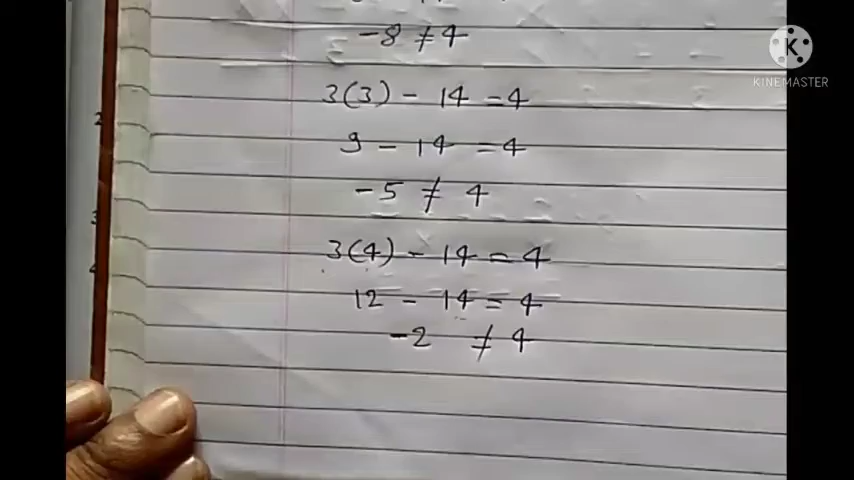 -8 ≠ 4
3(3) - 14 = 4
9 - 14 = 4
-5 ≠ 4
3(4) - 14 = 4
12 - 14 = 4
-2 ≠ 4
K
KINEMASTER